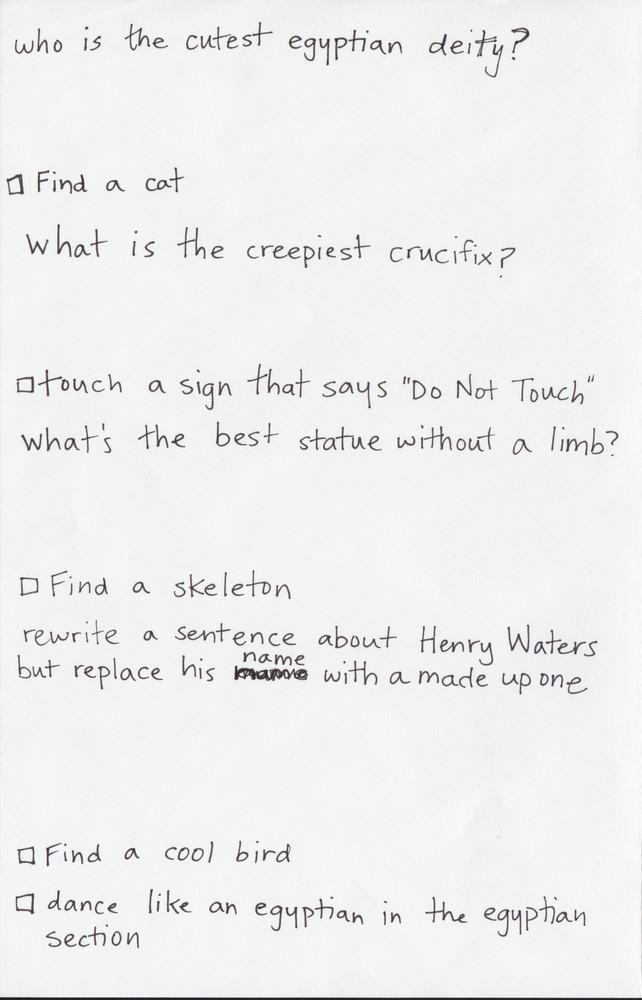 who is the cutest egyptian deity?
Find a cat
What is the creepiest crucifix?
touch a sign that says "Do Not Touch"
what's the best statue without a limb?
Find a skeleton
rewrite a sentence about Henry Waters
but replace his name with a made up one
Find a cool bird
dance like an egyptian in the egyptian
section